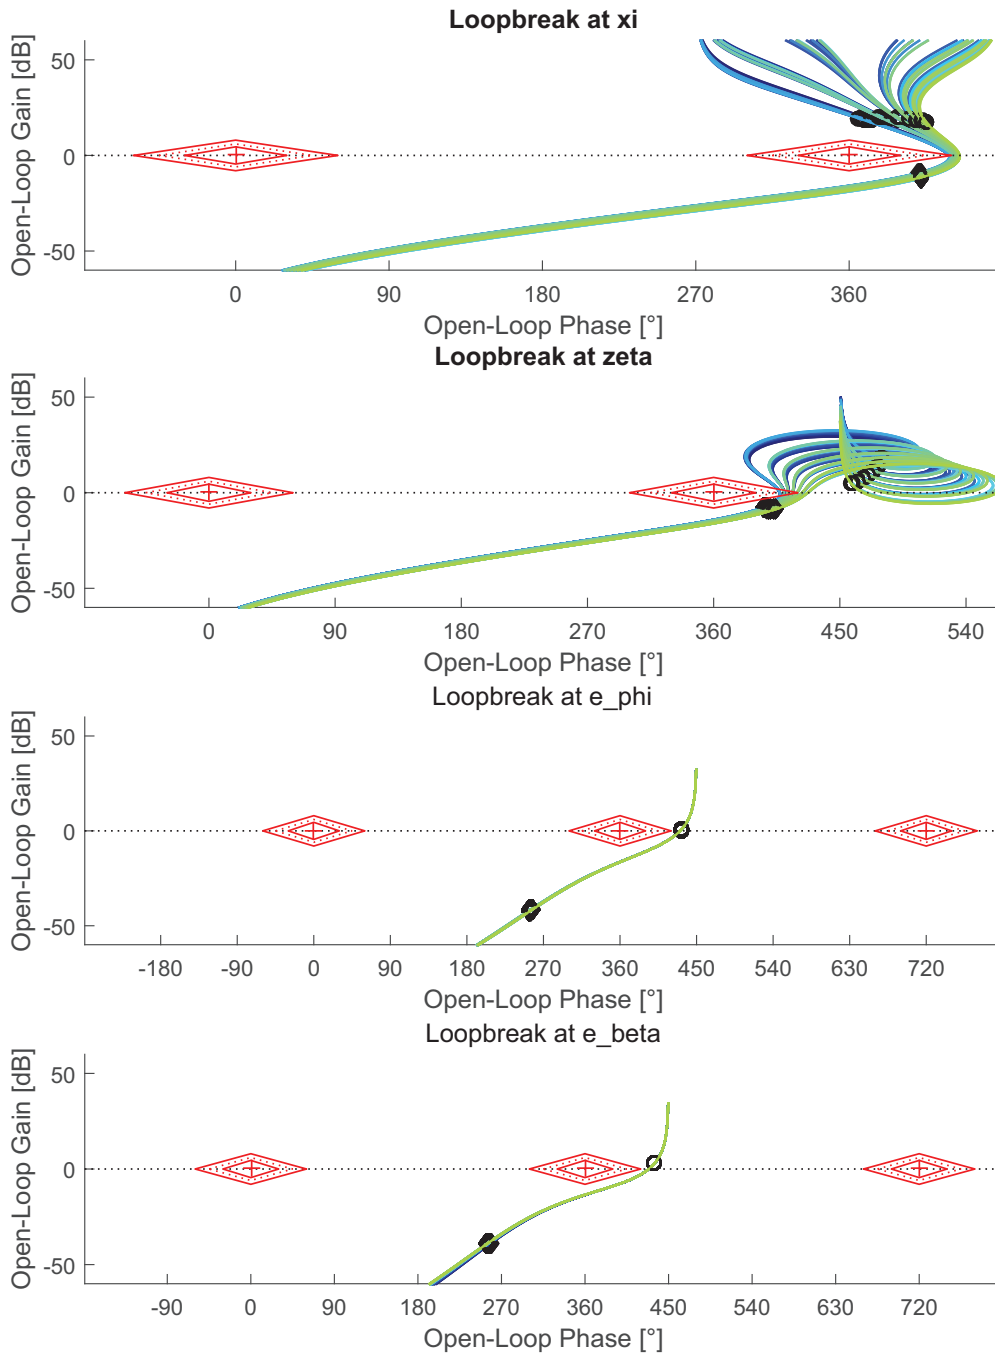 Loopbreak at xi
Open-Loop Gain [dB]
50
0
-50
0 90 180 270 360
Open-Loop Phase [°]
Loopbreak at zeta
Open-Loop Gain [dB]
50
0
-50
0 90 180 270 360 450 540
Open-Loop Phase [°]
Loopbreak at e_phi
Open-Loop Gain [dB]
50
0
-50
-180 -90 0 90 180 270 360 450 540 630 720
Open-Loop Phase [°]
Loopbreak at e_beta
Open-Loop Gain [dB]
50
0
-50
-90 0 90 180 270 360 450 540 630 720
Open-Loop Phase [°]